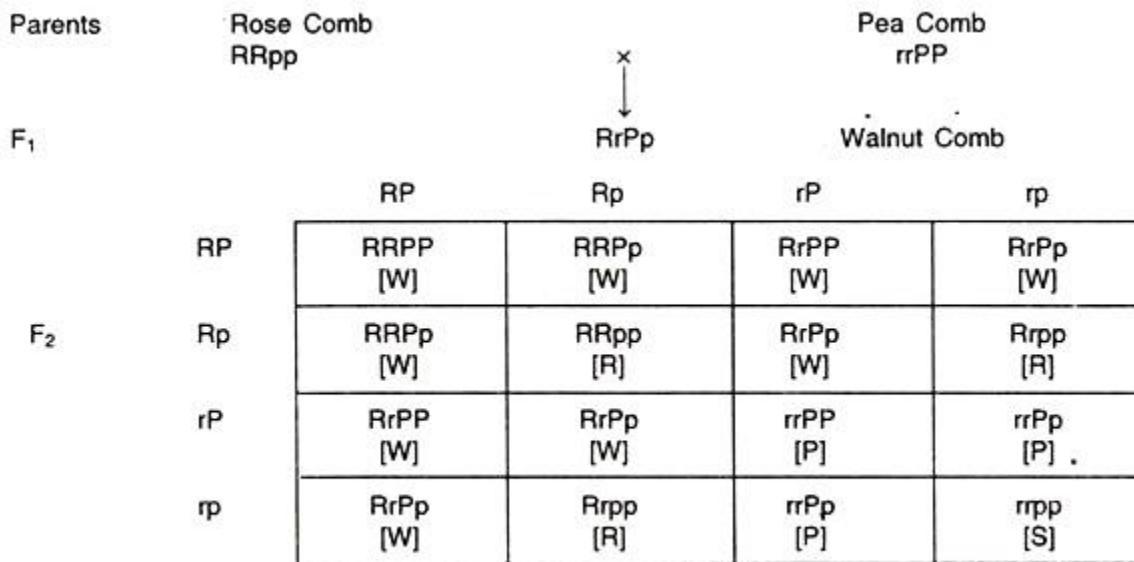 Parents Rose Comb Pea Comb
RRpp × rrPP
F₁ RrPp Walnut Comb
RP Rp rP rp
RP RRPP RRPp RrPP RrPp
[W] [W] [W] [W]
F₂ Rp RRPp RRpp RrPp Rrpp
[W] [R] [W] [R]
rP RrPP RrPp rrPP rrPp
[W] [W] [P] [P]
rp RrPp Rrpp rrPp rrpp
[W] [R] [P] [S]